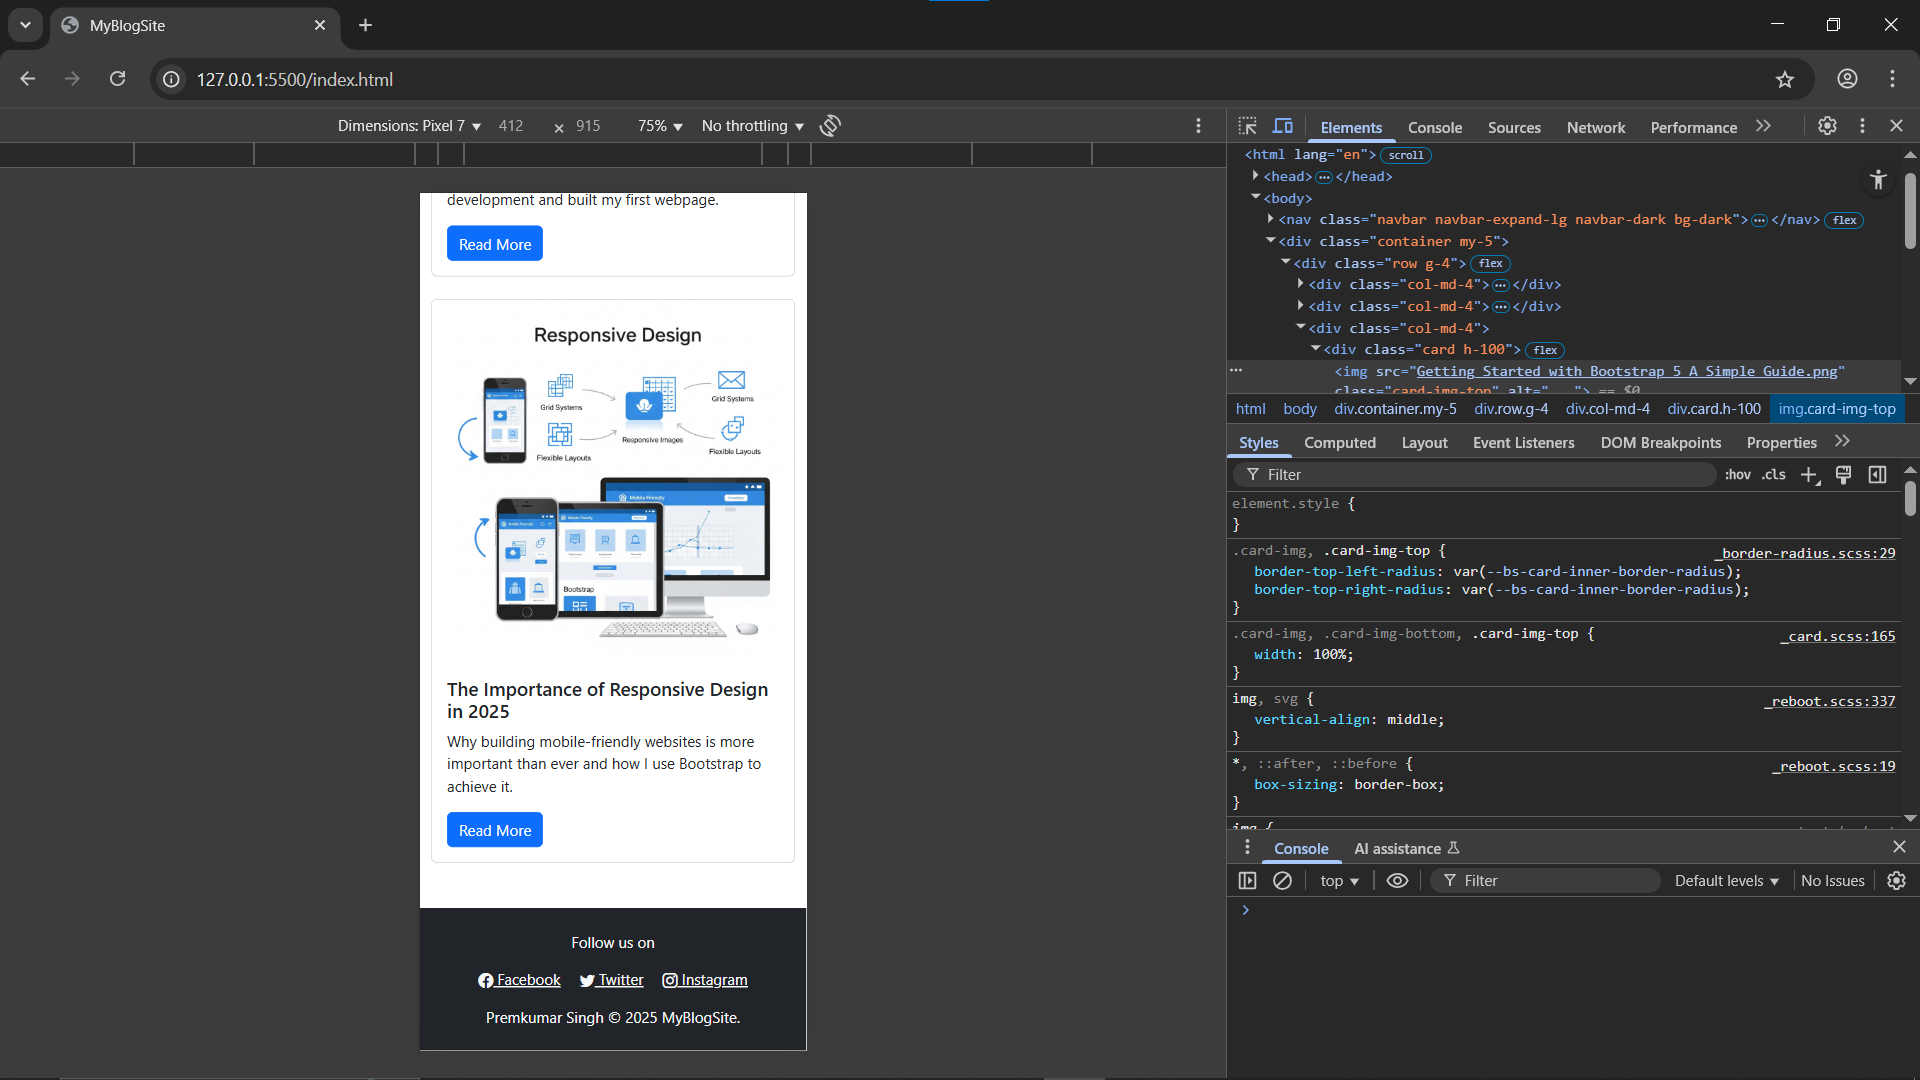 MyBlogSite
127.0.0.1:5500/index.html
Dimensions: Pixel 7 412 × 915 75% No throttling
development and built my first webpage.
Read More
Responsive Design
Grid Systems
Grid Systems
Responsive Images
Flexible Layouts
Flexible Layouts
Mobile Friendly
Mobile Friendly
Mobile Friendly
Bootstrap
The Importance of Responsive Design
in 2025
Why building mobile-friendly websites is more
important than ever and how I use Bootstrap to
achieve it.
Read More
Follow us on
Facebook Twitter Instagram
Premkumar Singh © 2025 MyBlogSite.
Elements Console Sources Network Performance
<html lang="en"> scroll
<head> ••• </head>
<body>
<nav class="navbar navbar-expand-lg navbar-dark bg-dark"> ••• </nav> flex
<div class="container my-5">
<div class="row g-4"> flex
<div class="col-md-4"> ••• </div>
<div class="col-md-4"> ••• </div>
<div class="col-md-4">
<div class="card h-100"> flex
<img src="Getting Started with Bootstrap 5 A Simple Guide.png"
class="card-img-top" alt="...."> == $0
html body div.container.my-5 div.row.g-4 div.col-md-4 div.card.h-100 img.card-img-top
Styles Computed Layout Event Listeners DOM Breakpoints Properties
Filter :hov .cls
element.style {
}
.card-img, .card-img-top { _border-radius.scss:29
border-top-left-radius: var(--bs-card-inner-border-radius);
border-top-right-radius: var(--bs-card-inner-border-radius);
}
.card-img, .card-img-bottom, .card-img-top { _card.scss:165
width: 100%;
}
img, svg { _reboot.scss:337
vertical-align: middle;
}
*, ::after, ::before { _reboot.scss:19
box-sizing: border-box;
}
img {
Console AI assistance
top Filter Default levels No Issues